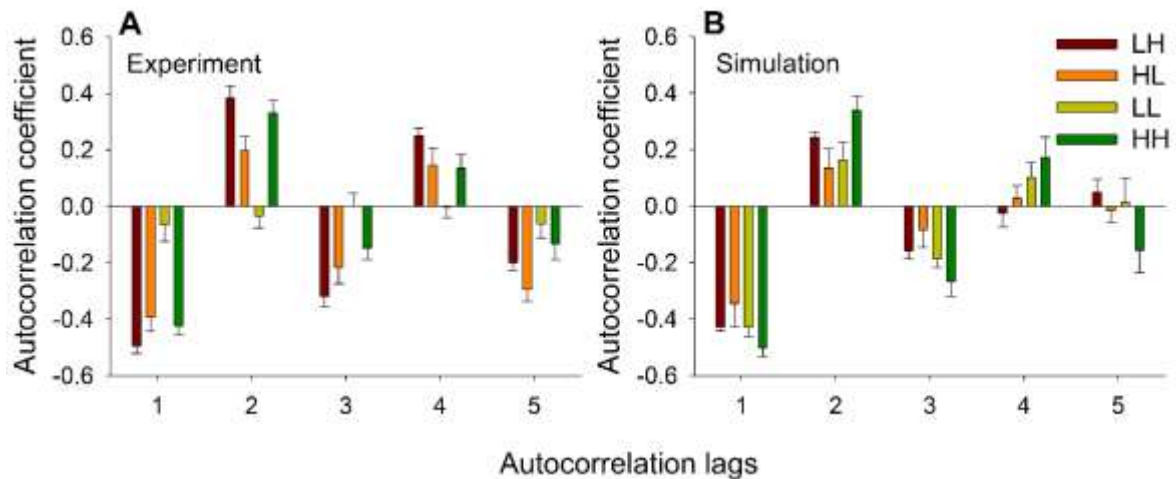 A
B
Experiment
Simulation
LH
HL
LL
HH
Autocorrelation coefficient
0.6
0.4
0.2
0.0
-0.2
-0.4
-0.6
1 2 3 4 5
Autocorrelation coefficient
0.6
0.4
0.2
0.0
-0.2
-0.4
-0.6
1 2 3 4 5
Autocorrelation lags